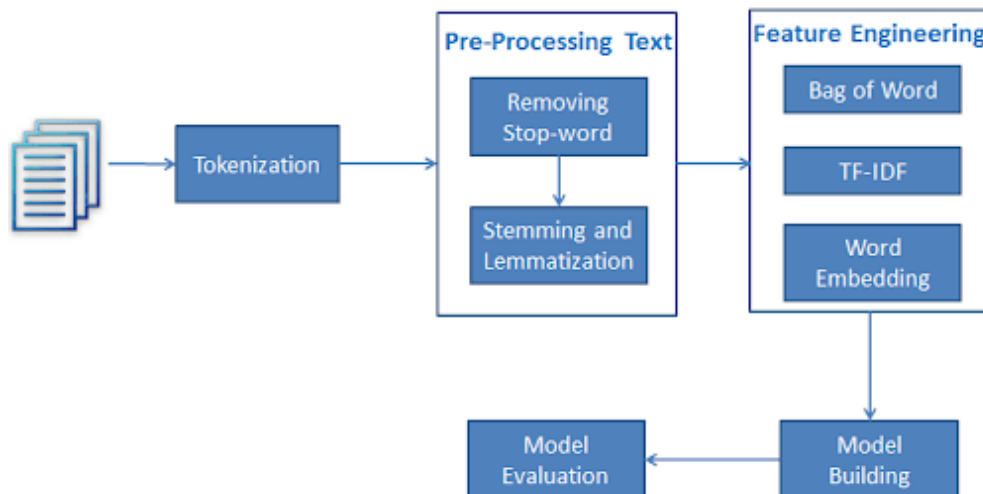 Pre-Processing Text
Feature Engineering
Removing
Stop-word
Bag of Word
Tokenization
TF-IDF
Stemming and
Lemmatization
Word
Embedding
Model
Evaluation
Model
Building